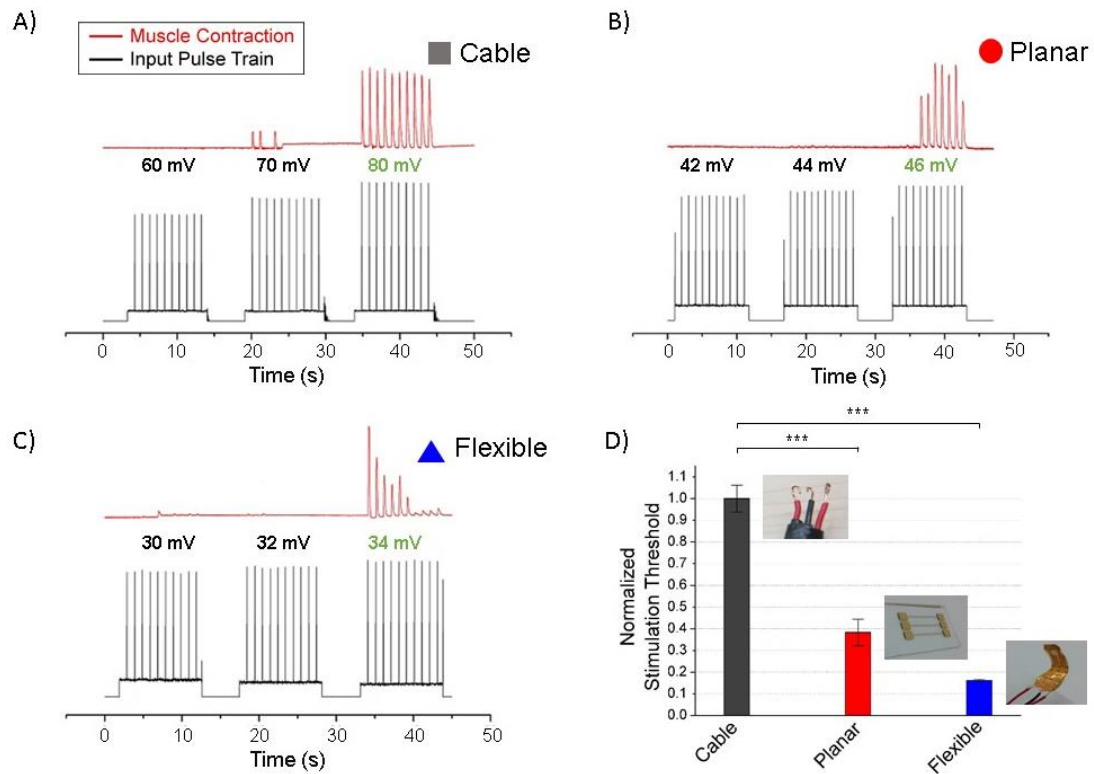 A)
Muscle Contraction
Input Pulse Train
Cable
60 mV
70 mV
80 mV
0
10
20
30
40
50
Time (s)
B)
Planar
42 mV
44 mV
46 mV
0
10
20
30
40
50
Time (s)
C)
Flexible
30 mV
32 mV
34 mV
0
10
20
30
40
50
Time (s)
D)
***
***
Normalized
Stimulation Threshold
1.1
1.0
0.9
0.8
0.7
0.6
0.5
0.4
0.3
0.2
0.1
0.0
Cable
Planar
Flexible